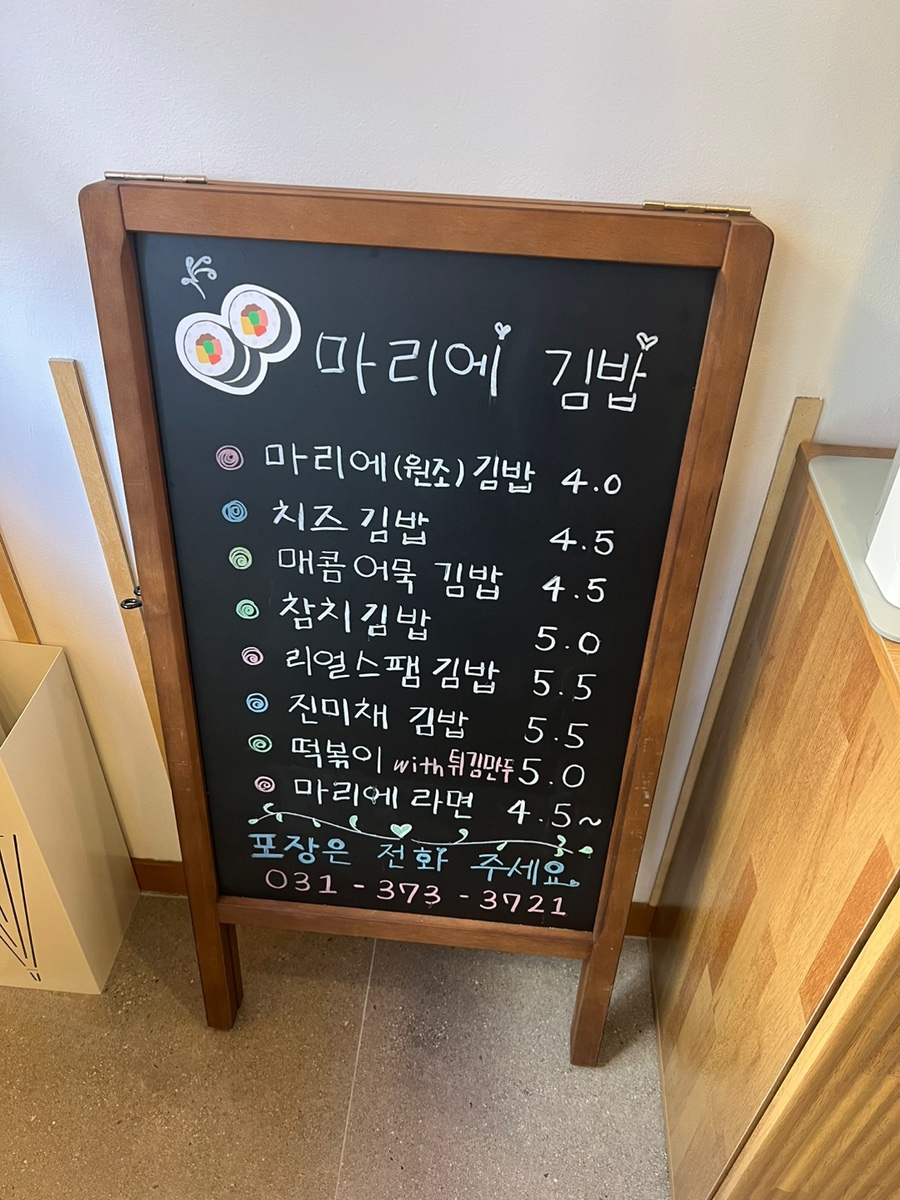 마리에 김밥
마리에(원조)김밥 4.0
치즈 김밥 4.5
매콤어묵 김밥 4.5
참치김밥 5.0
리얼스팸 김밥 5.5
진미채 김밥 5.5
떡볶이 with 튀김만두 5.0
마리에 라면 4.5~
포장은 전화 주세요.
031-373-3721